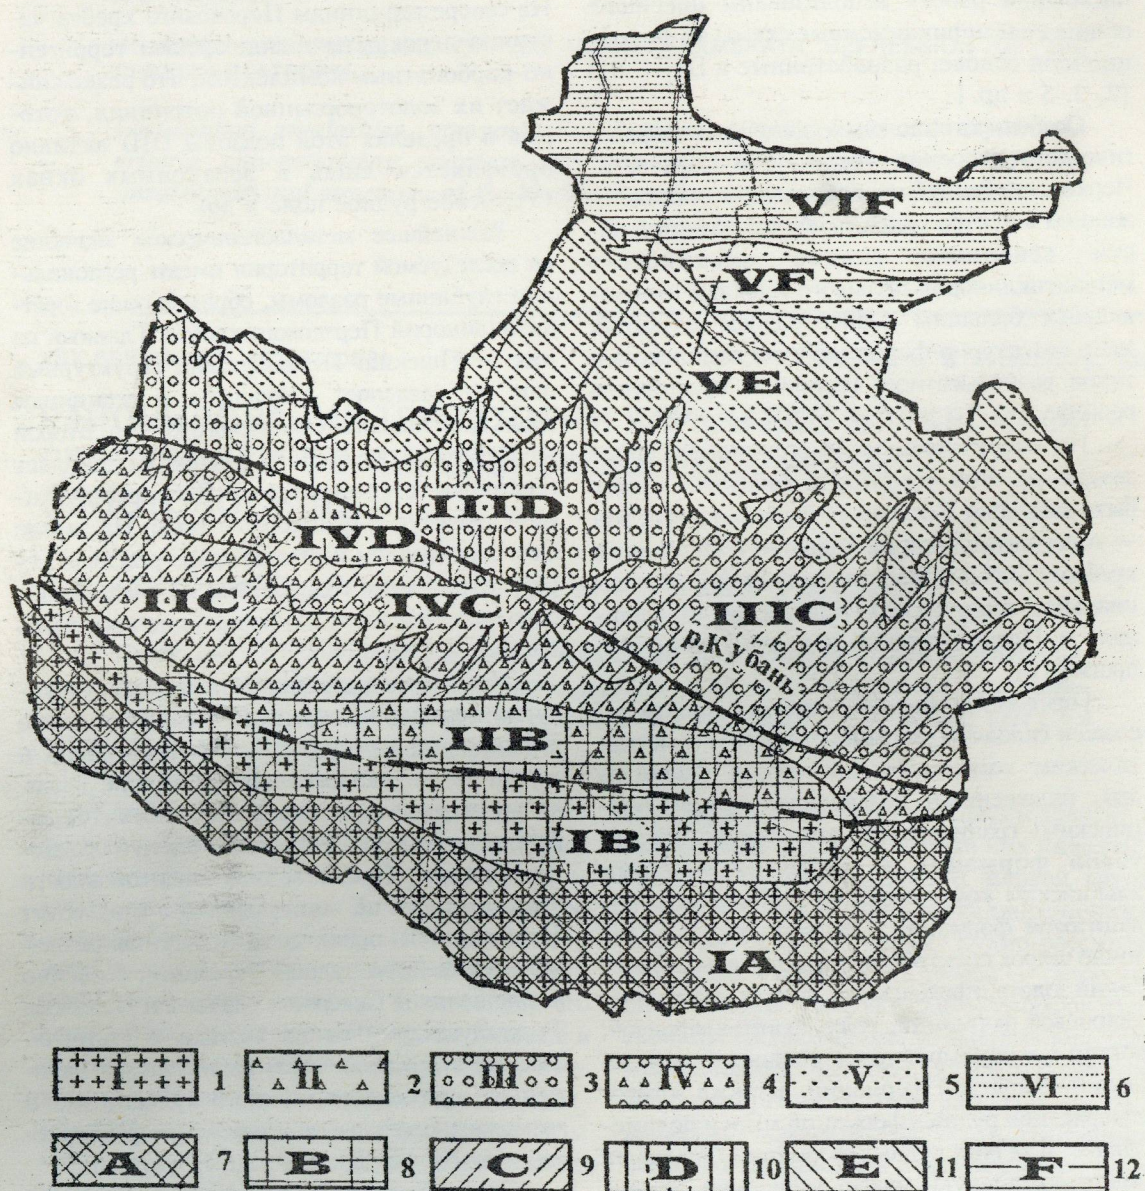 VIF
VF
VE
IIID
IVD
IIC
IVC
IIIC
р.Кубань
IIB
IB
IA
I 1 II 2 III 3 IV 4 V 5 VI 6
A 7 B 8 C 9 D 10 E 11 F 12